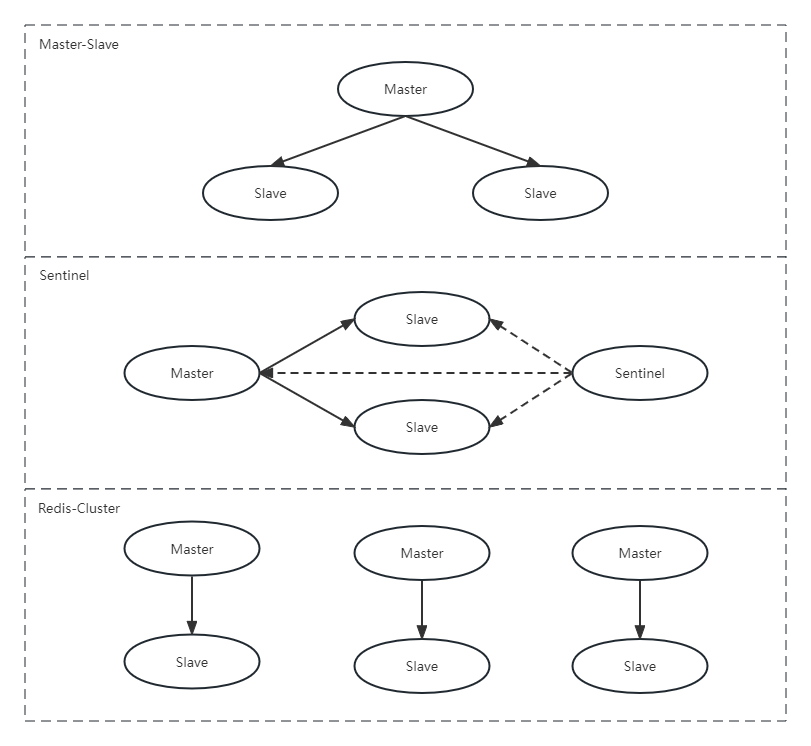 Master-Slave
Master
Slave
Slave
Sentinel
Slave
Master
Sentinel
Slave
Redis-Cluster
Master
Master
Master
Slave
Slave
Slave